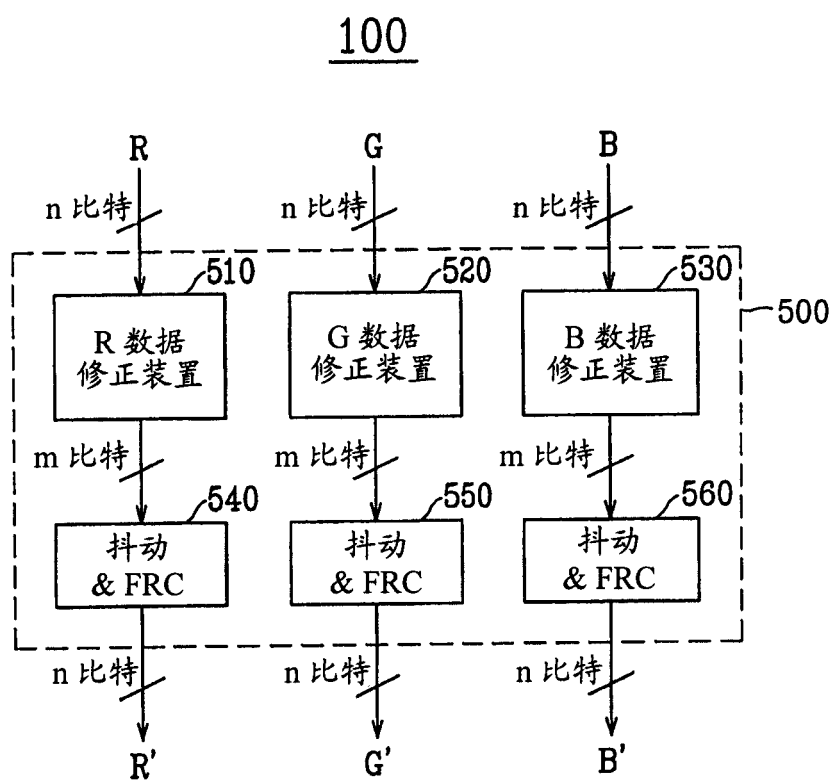 100
R G B
n 比特 n 比特 n 比特
510 520 530
500
R 数据 G 数据 B 数据
修正装置 修正装置 修正装置
m 比特 m 比特 m 比特
540 550 560
抖动 抖动 抖动
& FRC & FRC & FRC
n 比特 n 比特 n 比特
R' G' B'